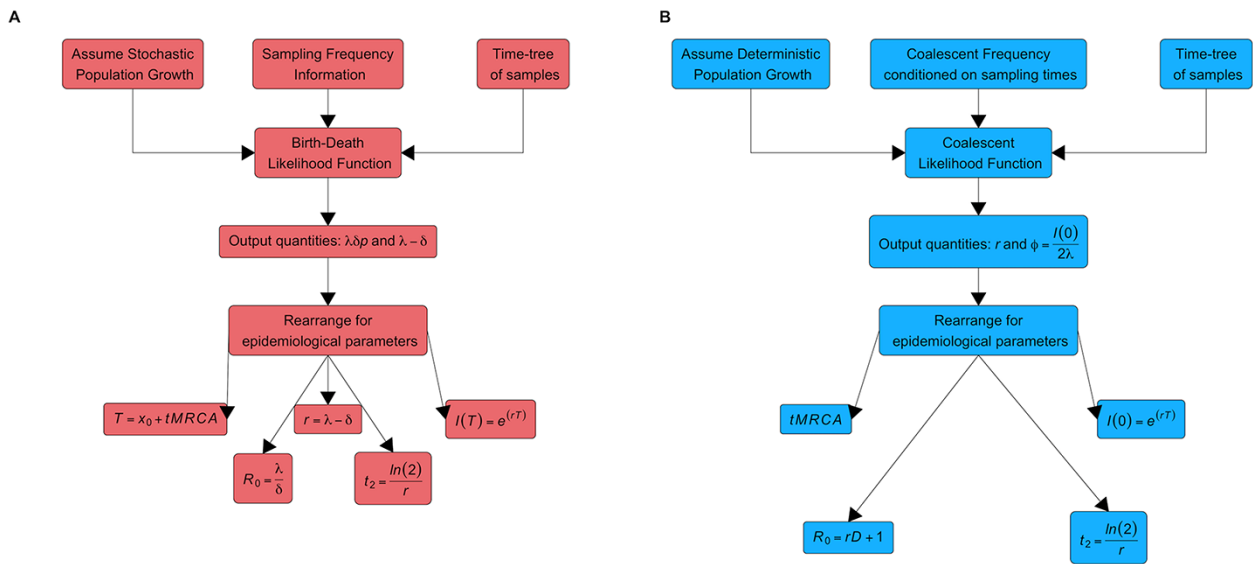 A
Assume Stochastic
Population Growth
Sampling Frequency
Information
Time-tree
of samples
Birth-Death
Likelihood Function
Output quantities: λδp and λ − δ
Rearrange for
epidemiological parameters
T = x₀ + tMRCA
r = λ − δ
I(T) = e^(rT)
R₀ = λ/δ
t₂ = ln(2)/r
B
Assume Deterministic
Population Growth
Coalescent Frequency
conditioned on sampling times
Time-tree
of samples
Coalescent
Likelihood Function
Output quantities: r and ϕ = I(0)/2λ
Rearrange for
epidemiological parameters
tMRCA
I(0) = e^(rT)
R₀ = rD + 1
t₂ = ln(2)/r